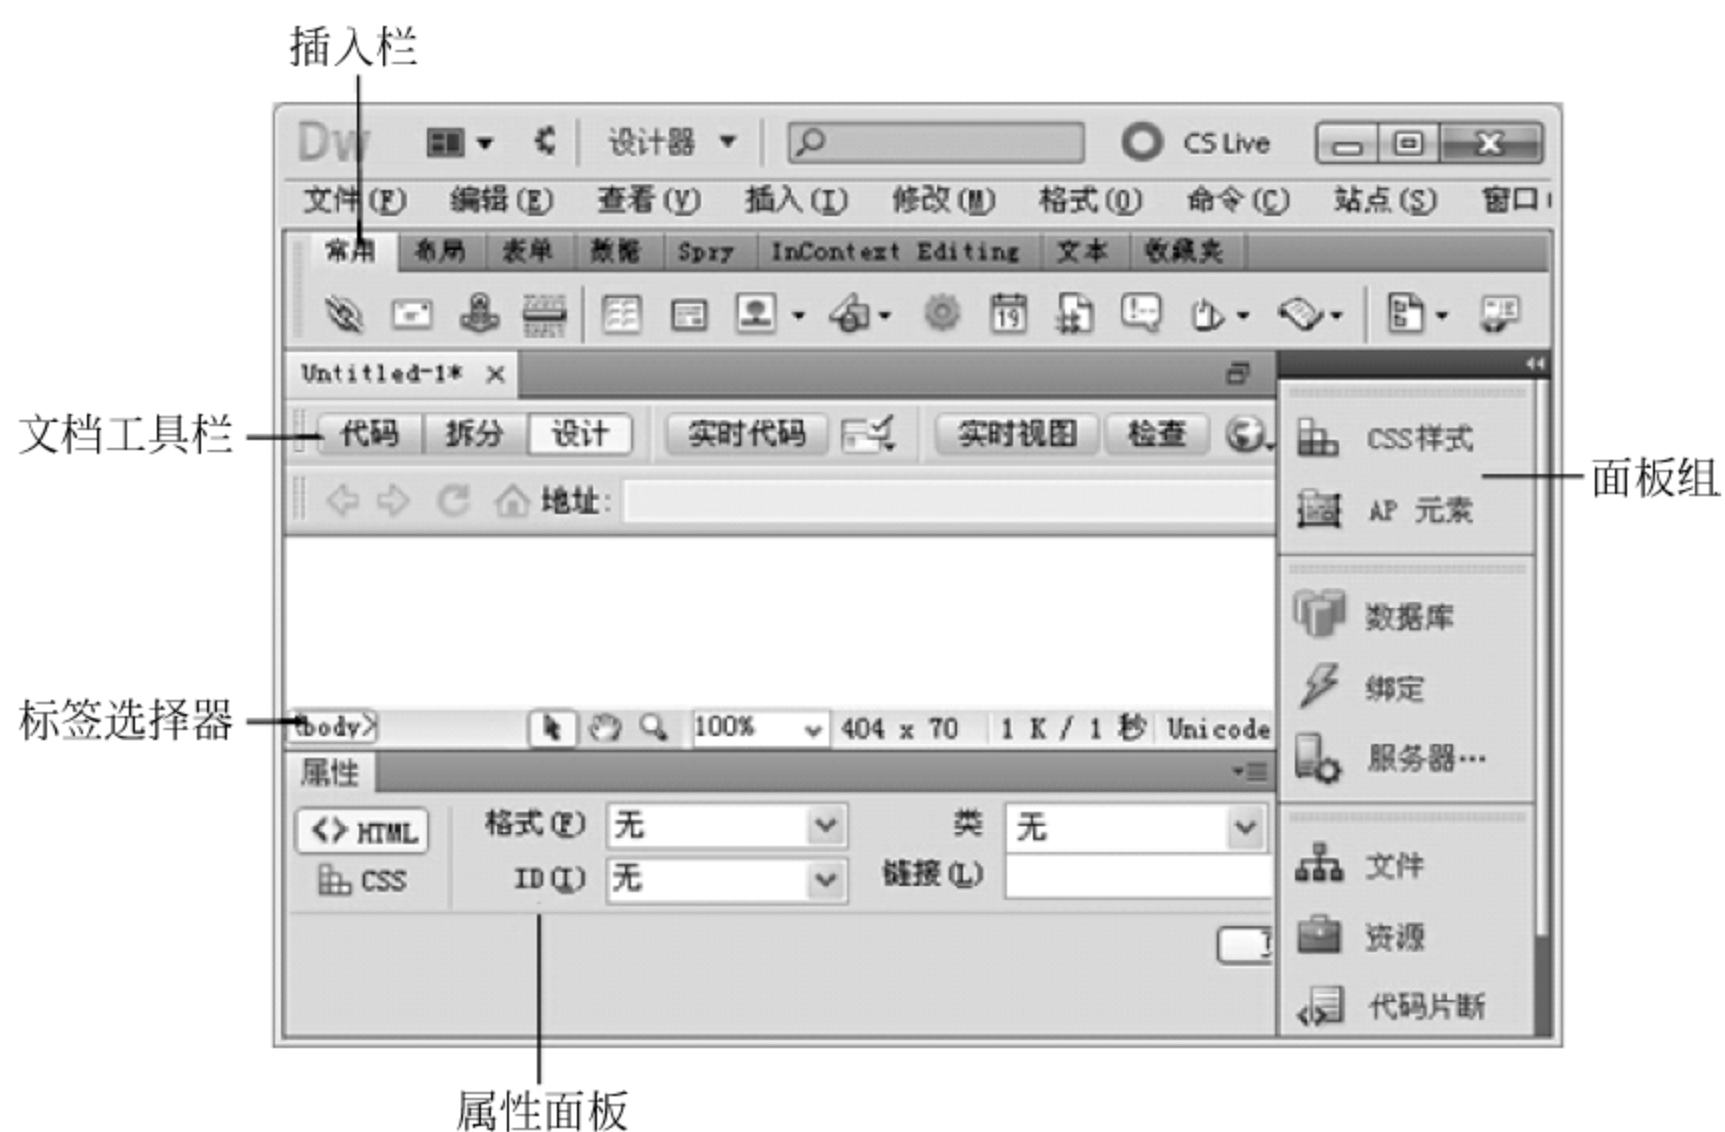 插入栏
Dw 设计器 CS Live
文件(F) 编辑(E) 查看(V) 插入(I) 修改(M) 格式(O) 命令(C) 站点(S) 窗口(
常用 布局 表单 数据 Spry InContext Editing 文本 收藏夹
19
Untitled-1* ×
文档工具栏 代码 拆分 设计 实时代码 实时视图 检查
地址:
CSS样式
面板组
AP 元素
数据库
绑定
服务器…
文件
资源
代码片断
标签选择器 <body> 100% 404 x 70 1 K / 1 秒 Unicode
属性
<> HTML 格式(F) 无 类 无
CSS ID(I) 无 链接(L)
属性面板